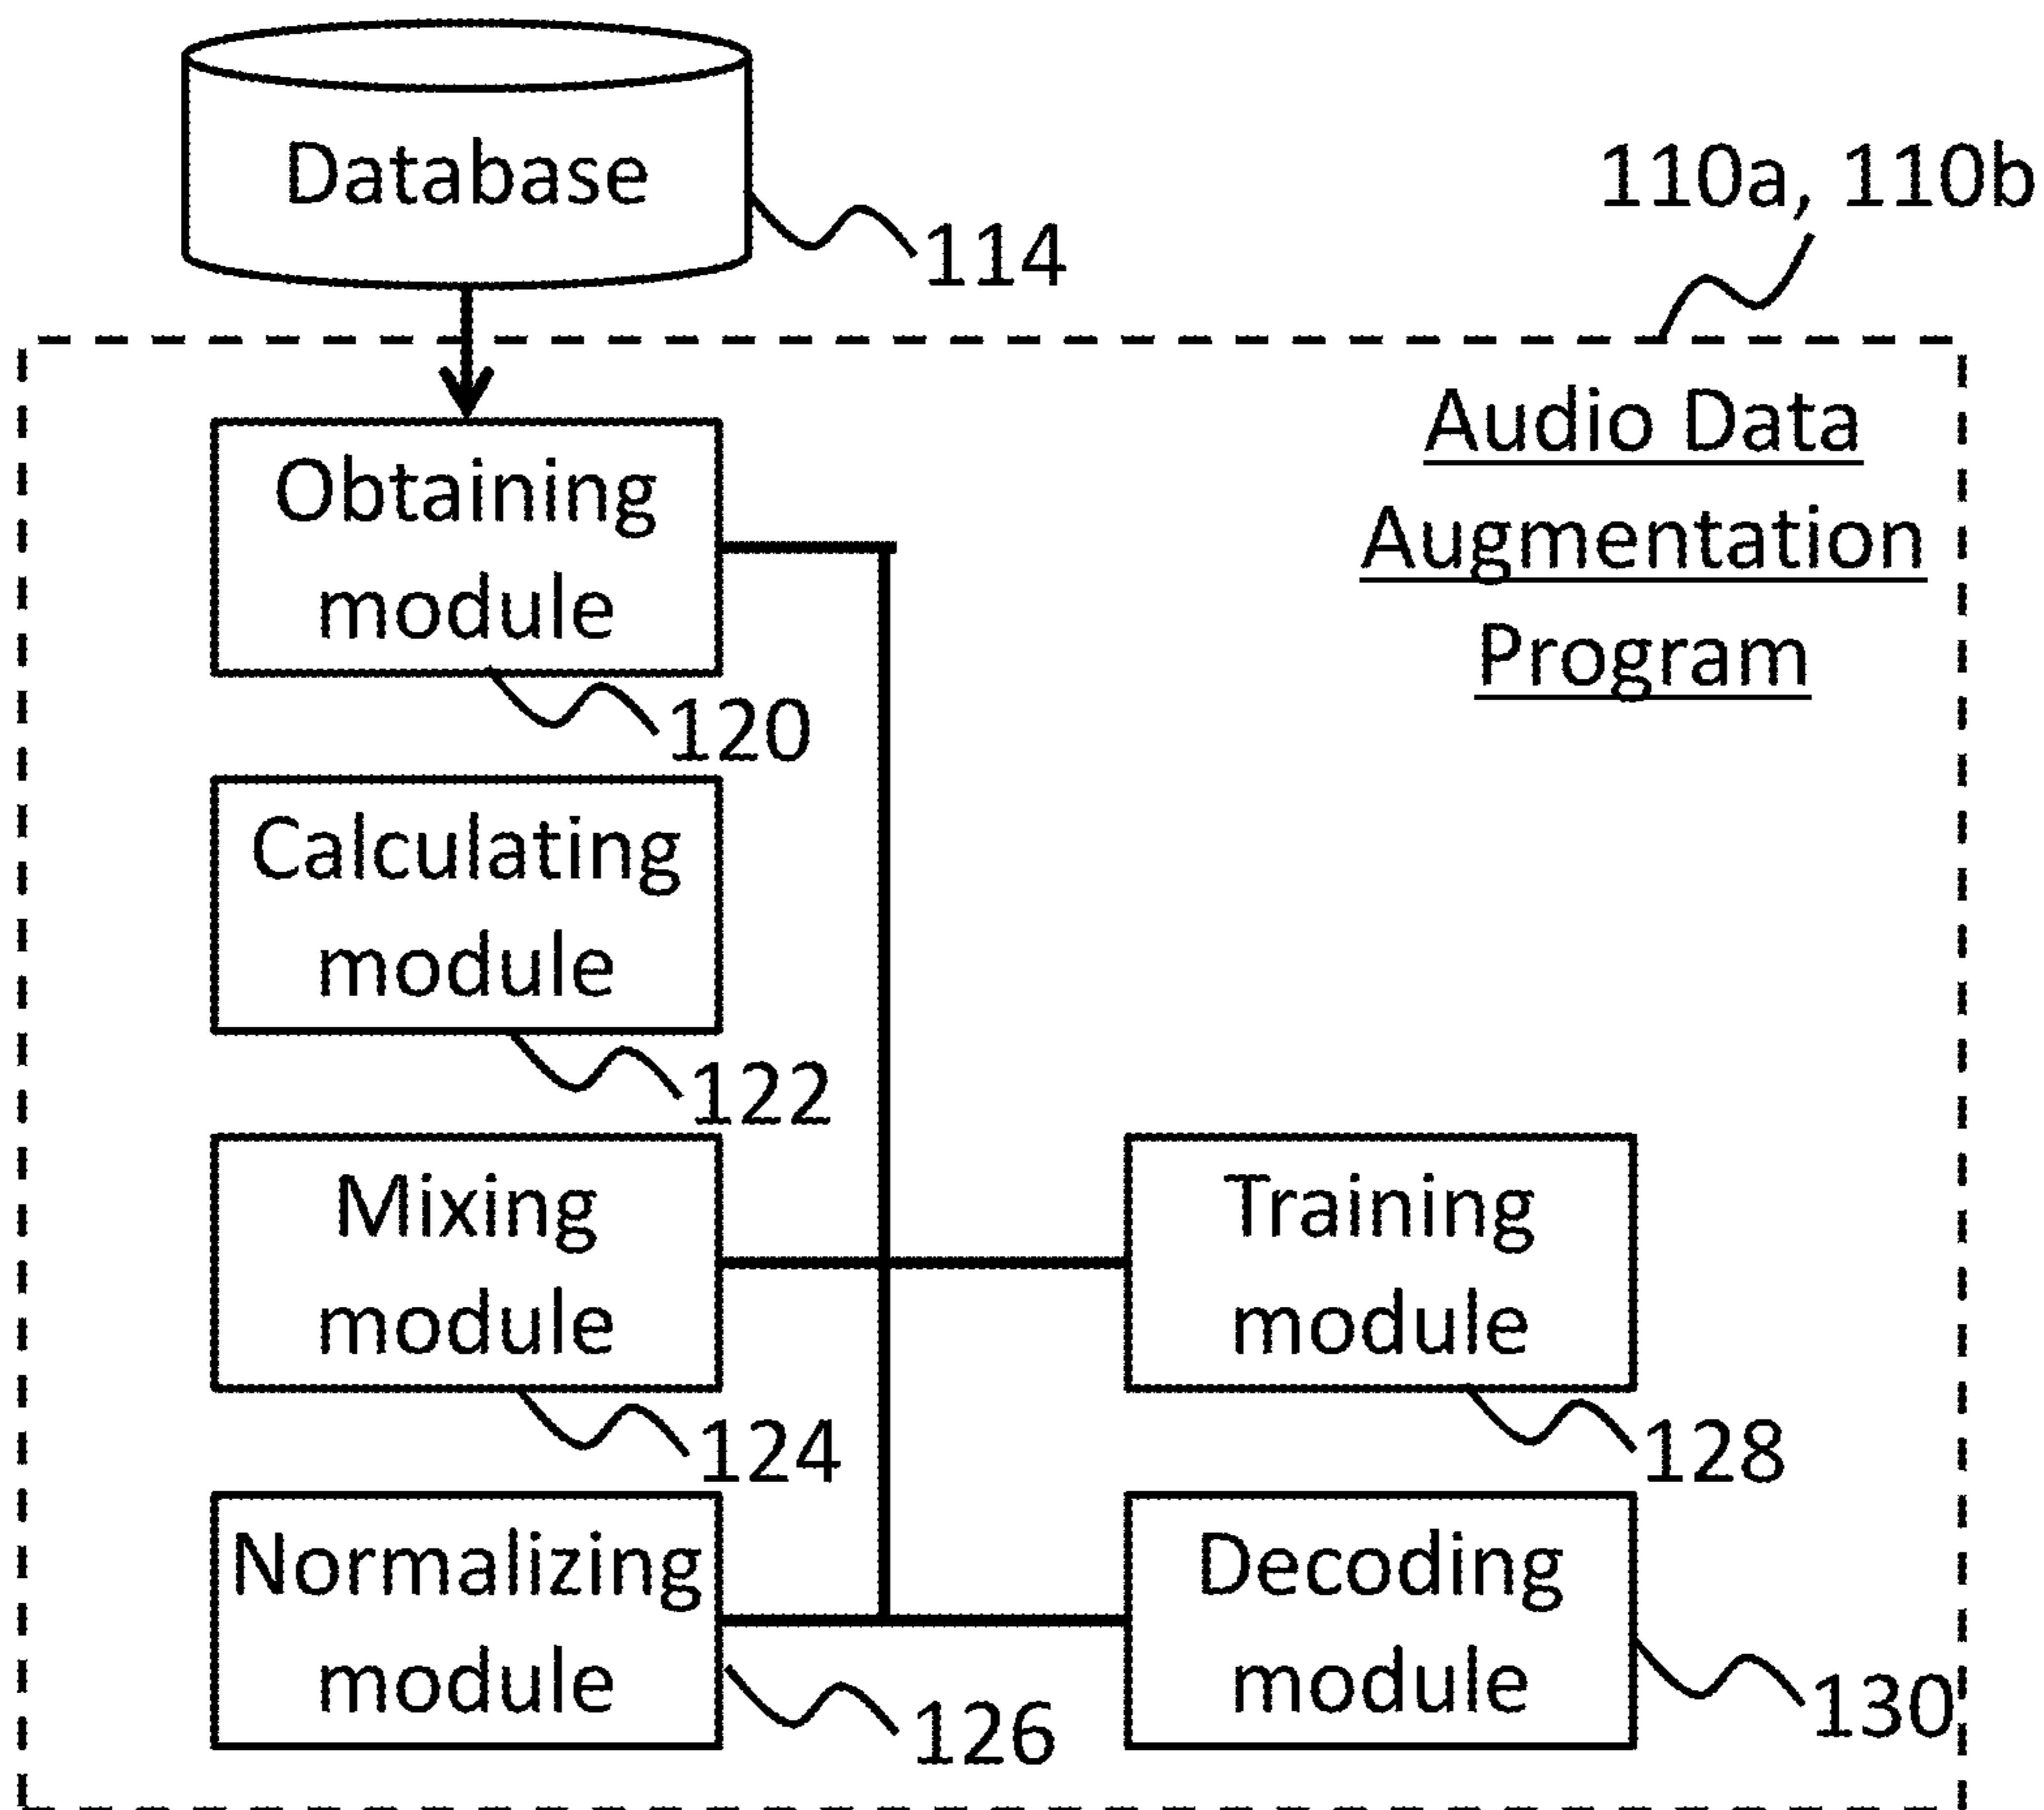 Database
114
110a, 110b
Audio Data
Augmentation
Program
Obtaining
module
120
Calculating
module
122
Mixing
module
124
Training
module
128
Normalizing
module
126
Decoding
module
130